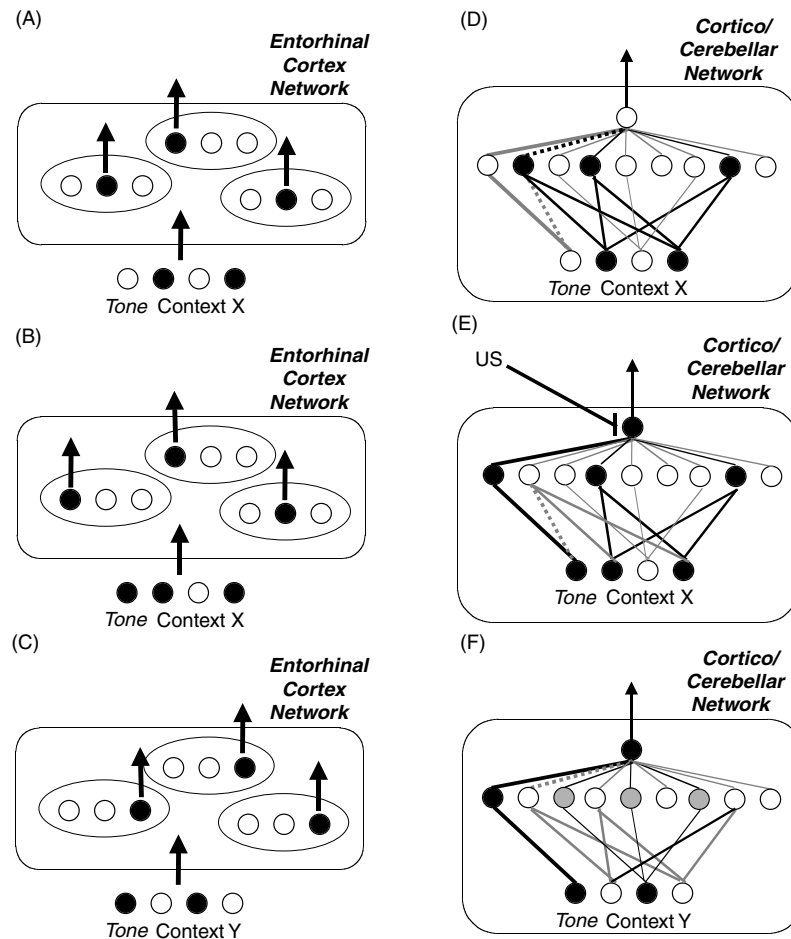 (A)
Entorhinal
Cortex
Network
Tone Context X
(B)
Entorhinal
Cortex
Network
Tone Context X
(C)
Entorhinal
Cortex
Network
Tone Context Y
(D)
Cortico/
Cerebellar
Network
Tone Context X
(E)
US
Cortico/
Cerebellar
Network
Tone Context X
(F)
Cortico/
Cerebellar
Network
Tone Context Y